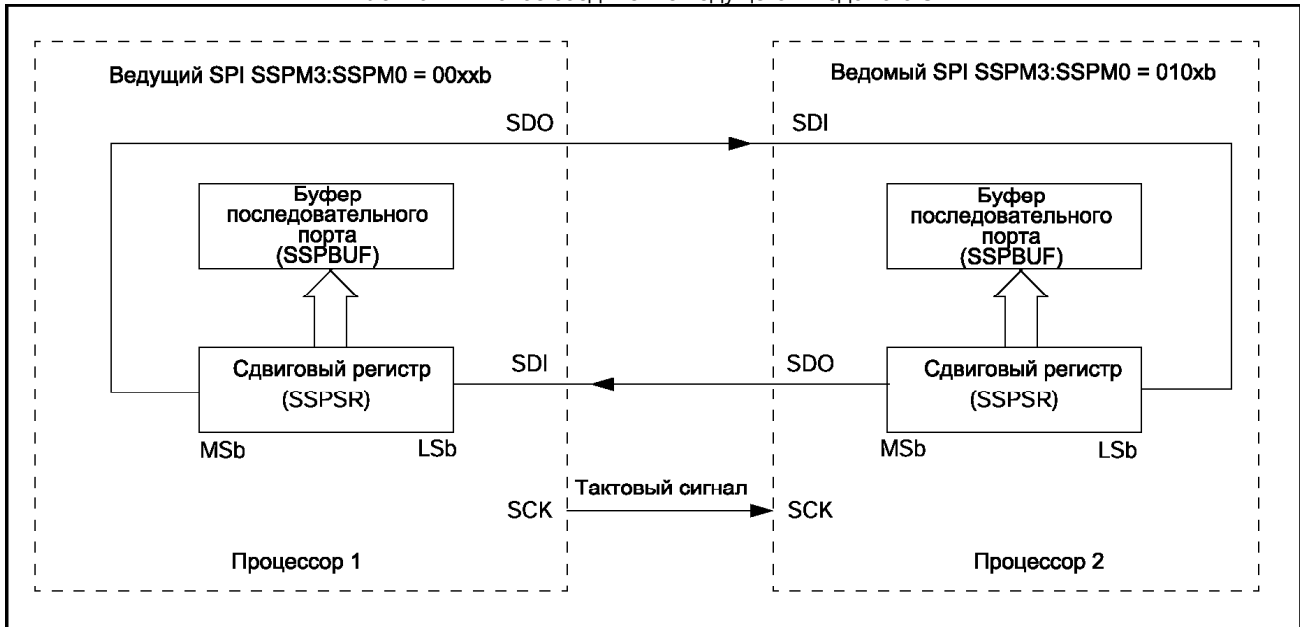 Ведущий SPI SSPM3:SSPM0 = 00xxb
Ведомый SPI SSPM3:SSPM0 = 010xb
SDO
SDI
Буфер
последовательного
порта
(SSPBUF)
Буфер
последовательного
порта
(SSPBUF)
Сдвиговый регистр
(SSPSR)
SDI
SDO
Сдвиговый регистр
(SSPSR)
MSb
LSb
MSb
LSb
Тактовый сигнал
SCK
SCK
Процессор 1
Процессор 2